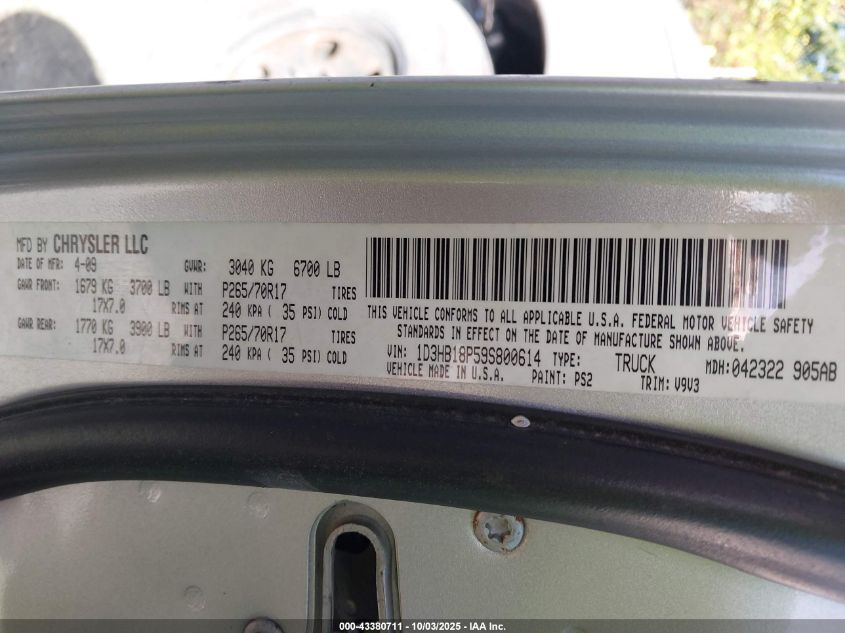 MFD BY CHRYSLER LLC
DATE OF MFR: 4-09 GVWR: 3040 KG 6700 LB
GAWR FRONT: 1679 KG 3700 LB WITH P265/70R17 TIRES
17X7.0 RIMS AT 240 KPA ( 35 PSI) COLD
GAWR REAR: 1770 KG 3900 LB WITH P265/70R17 TIRES
17X7.0 RIMS AT 240 KPA ( 35 PSI) COLD
THIS VEHICLE CONFORMS TO ALL APPLICABLE U.S.A. FEDERAL MOTOR VEHICLE SAFETY
STANDARDS IN EFFECT ON THE DATE OF MANUFACTURE SHOWN ABOVE.
VIN: 1D3HB18P59S800614 TYPE: TRUCK MDH: 042322 905AB
VEHICLE MADE IN U.S.A. PAINT: PS2 TRIM: V9V3
000-43380711 - 10/03/2025 - IAA Inc.